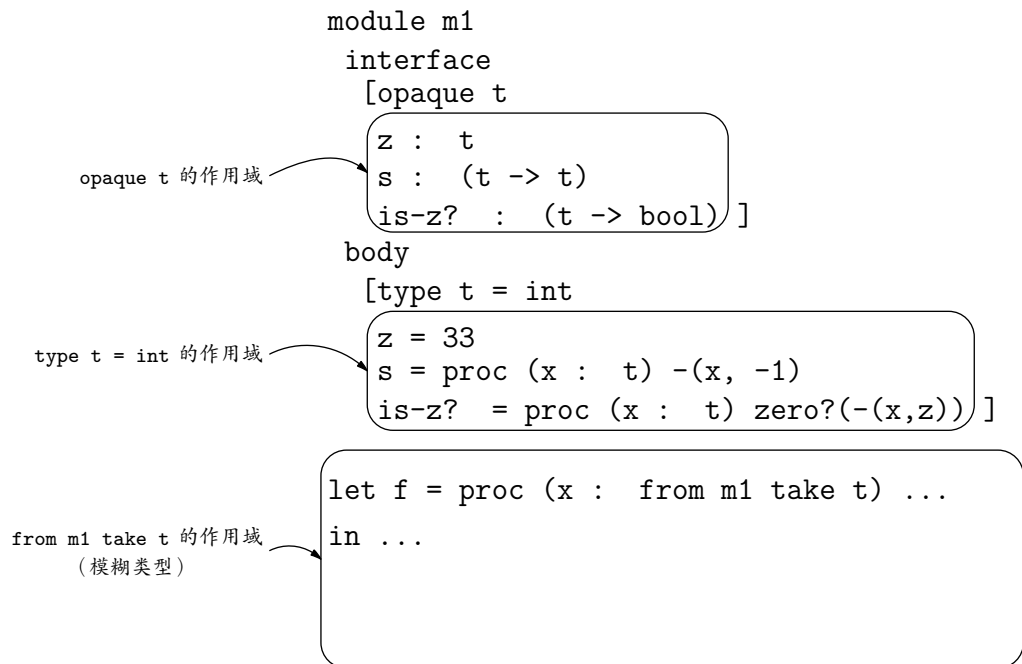 module m1
interface
[opaque t
z : t
opaque t 的作用域
s : (t -> t)
is-z? : (t -> bool) ]
body
[type t = int
z = 33
type t = int 的作用域
s = proc (x : t) -(x, -1)
is-z? = proc (x : t) zero?(-(x,z)) ]
let f = proc (x : from m1 take t) ...
from m1 take t 的作用域
in ...
（模糊类型）